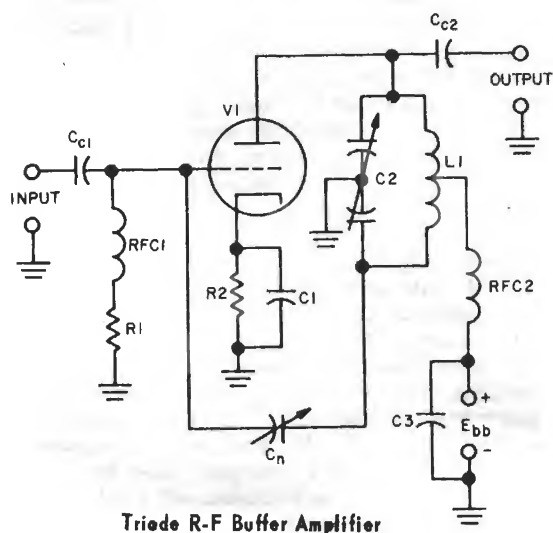 Cc2
OUTPUT
V1
Cc1
C2
L1
INPUT
RFC1
RFC2
R2
C1
R1
+
C3
Ebb
-
Cn
Triode R-F Buffer Amplifier